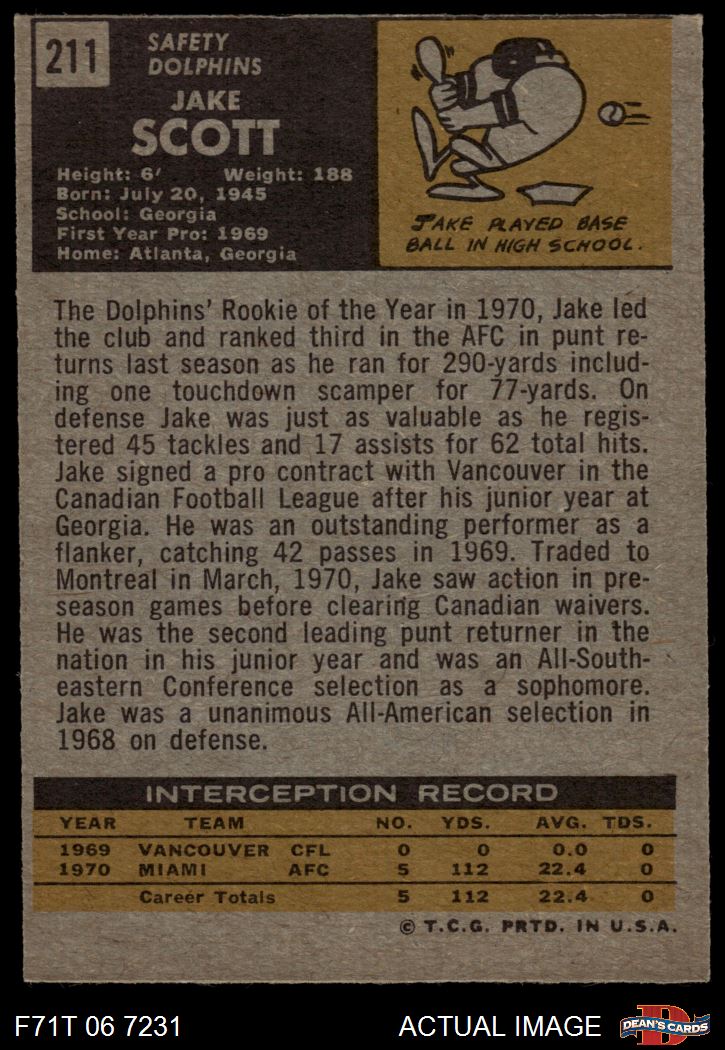 211
SAFETY
DOLPHINS
JAKE
SCOTT
Height: 6' Weight: 188
Born: July 20, 1945
School: Georgia
First Year Pro: 1969
Home: Atlanta, Georgia
JAKE PLAYED BASE
BALL IN HIGH SCHOOL.
The Dolphins' Rookie of the Year in 1970, Jake led
the club and ranked third in the AFC in punt re-
turns last season as he ran for 290-yards includ-
ing one touchdown scamper for 77-yards. On
defense Jake was just as valuable as he regis-
tered 45 tackles and 17 assists for 62 total hits.
Jake signed a pro contract with Vancouver in the
Canadian Football League after his junior year at
Georgia. He was an outstanding performer as a
flanker, catching 42 passes in 1969. Traded to
Montreal in March, 1970, Jake saw action in pre-
season games before clearing Canadian waivers.
He was the second leading punt returner in the
nation in his junior year and was an All-South-
eastern Conference selection as a sophomore.
Jake was a unanimous All-American selection in
1968 on defense.
INTERCEPTION RECORD
YEAR TEAM NO. YDS. AVG. TDS.
1969 VANCOUVER CFL 0 0 0.0 0
1970 MIAMI AFC 5 112 22.4 0
Career Totals 5 112 22.4 0
© T.C.G. PRTD. IN U.S.A.
F71T 06 7231 ACTUAL IMAGE D DEAN'S CARDS